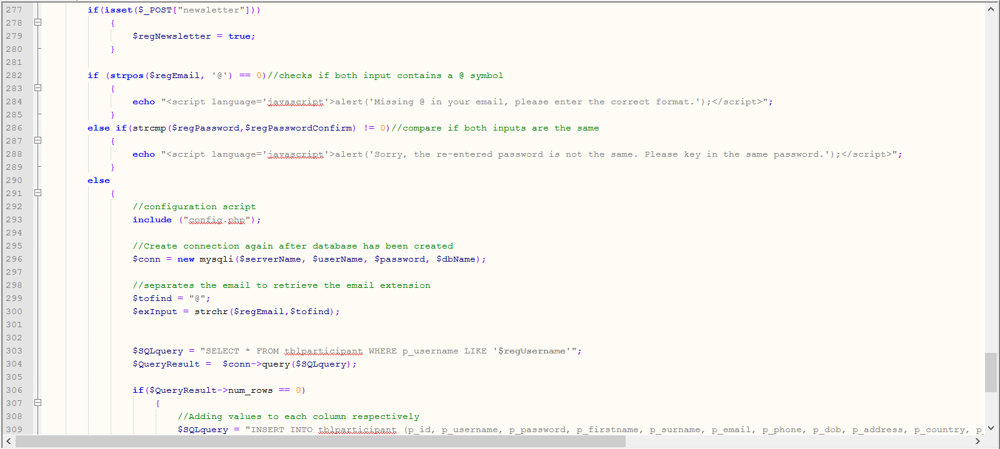 277 if(isset($_POST["newsletter"]))
278 {
279 $regNewsletter = true;
280 }
281
282 if (strpos($regEmail, '@') == 0)//checks if both input contains a @ symbol
283 {
284 echo "<script language='javascript'>alert('Missing @ in your email, please enter the correct format.');</script>";
285 }
286 else if(strcmp($regPassword,$regPasswordConfirm) != 0)//compare if both inputs are the same
287 {
288 echo "<script language='javascript'>alert('Sorry, the re-entered password is not the same. Please key in the same password.');</script>";
289 }
290 else
291 {
292 //configuration script
293 include ("config.php");
294
295 //Create connection again after database has been created
296 $conn = new mysqli($serverName, $userName, $password, $dbName);
297
298 //separates the email to retrieve the email extension
299 $tofind = "@";
300 $exInput = strchr($regEmail,$tofind);
301
302
303 $SQLquery = "SELECT * FROM tblparticipant WHERE p_username LIKE '$regUsername'";
304 $QueryResult =  $conn->query($SQLquery);
305
306 if($QueryResult->num_rows == 0)
307 {
308 //Adding values to each column respectively
309 $SQLquery = "INSERT INTO tblparticipant (p_id, p_username, p_password, p_firstname, p_surname, p_email, p_phone, p_dob, p_address, p_country, p_